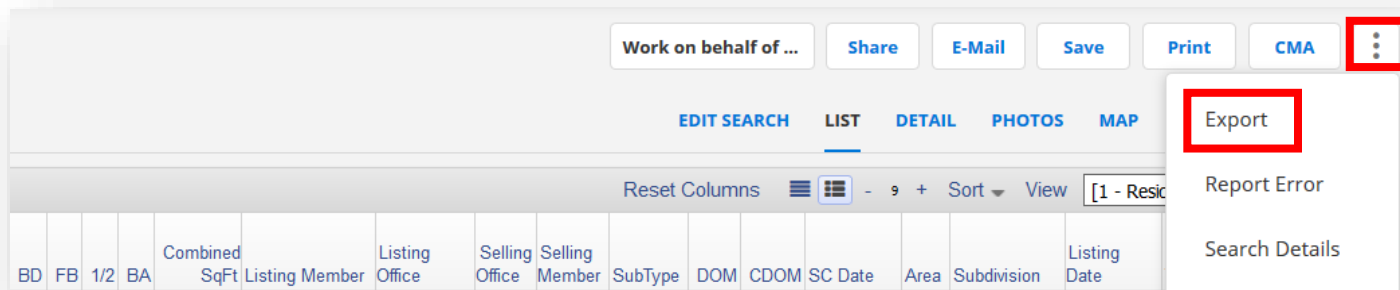 Work on behalf of ... Share E-Mail Save Print CMA
EDIT SEARCH LIST DETAIL PHOTOS MAP
Export
Report Error
Search Details
Reset Columns - 9 + Sort View [1 - Resid
BD FB 1/2 BA Combined SqFt Listing Member Listing Office Selling Office Selling Member SubType DOM CDOM SC Date Area Subdivision Listing Date